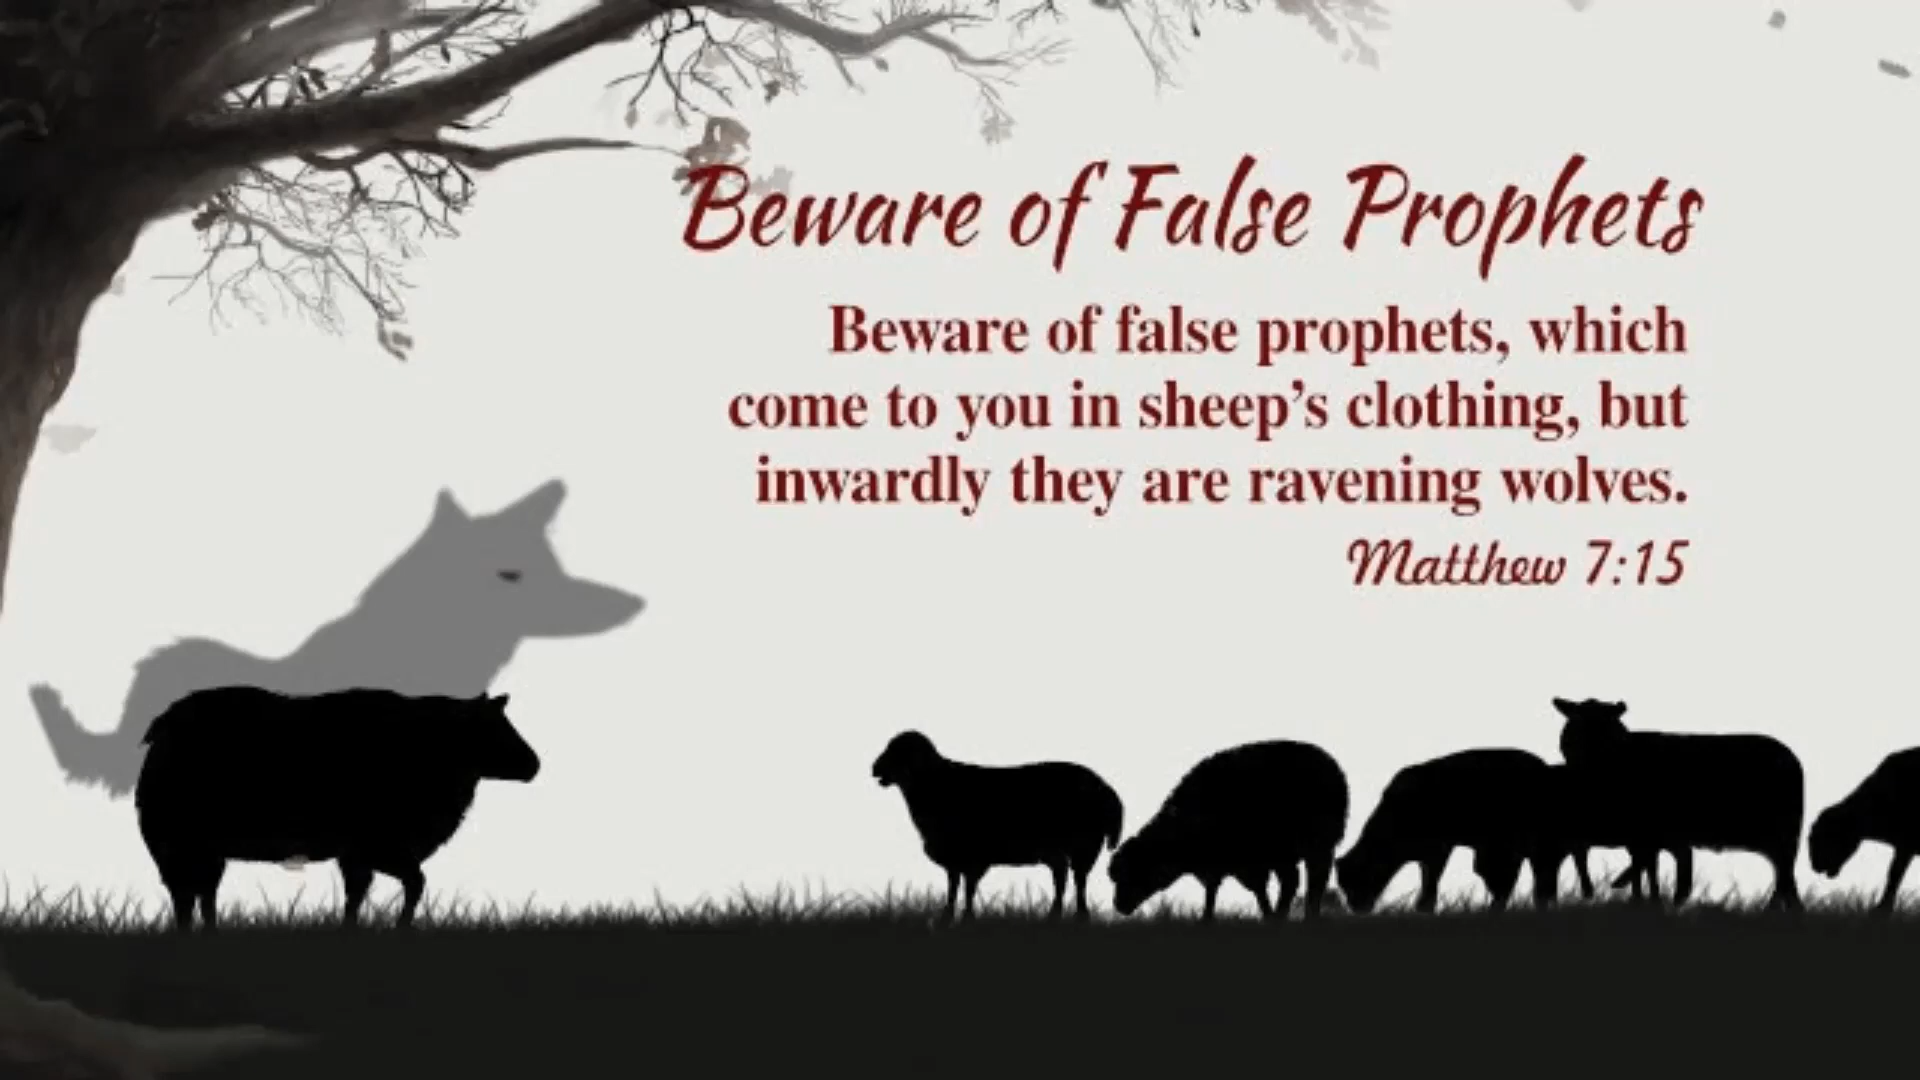 Beware of False Prophets
Beware of false prophets, which
come to you in sheep’s clothing, but
inwardly they are ravening wolves.
Matthew 7:15